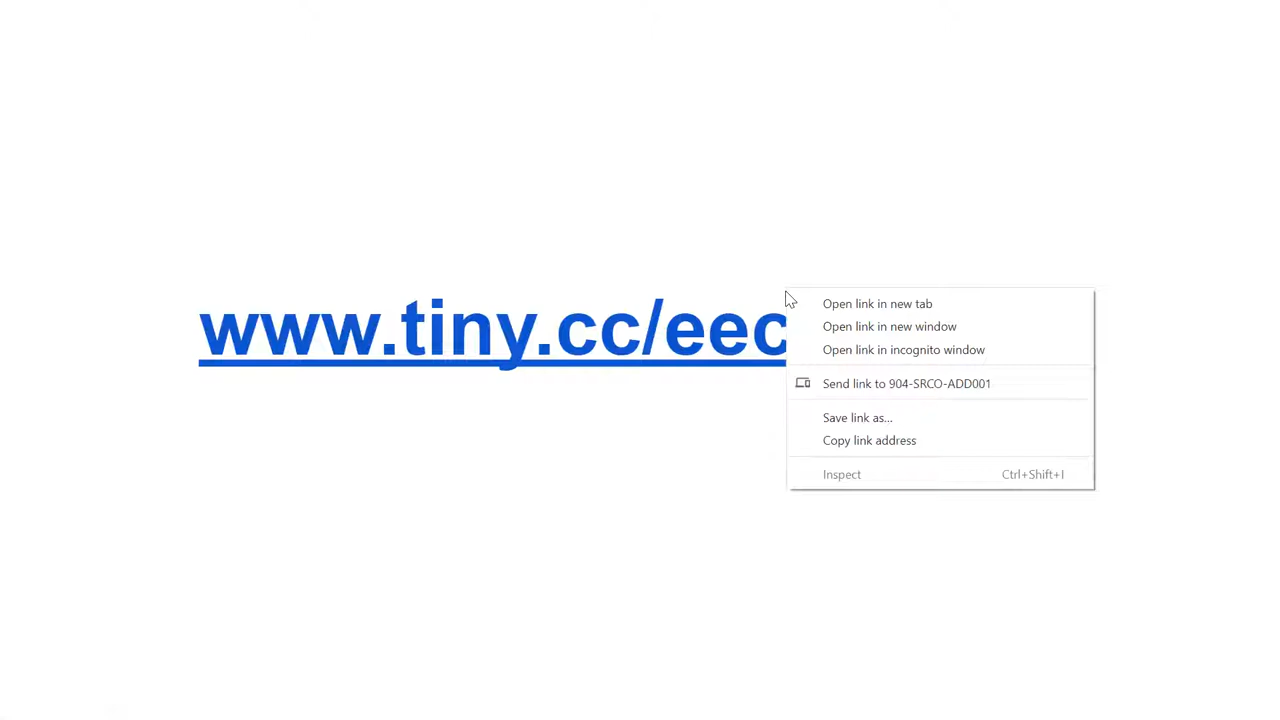 www.tiny.cc/eec
Open link in new tab
Open link in new window
Open link in incognito window
Send link to 904-SRCO-ADD001
Save link as...
Copy link address
Inspect Ctrl+Shift+I